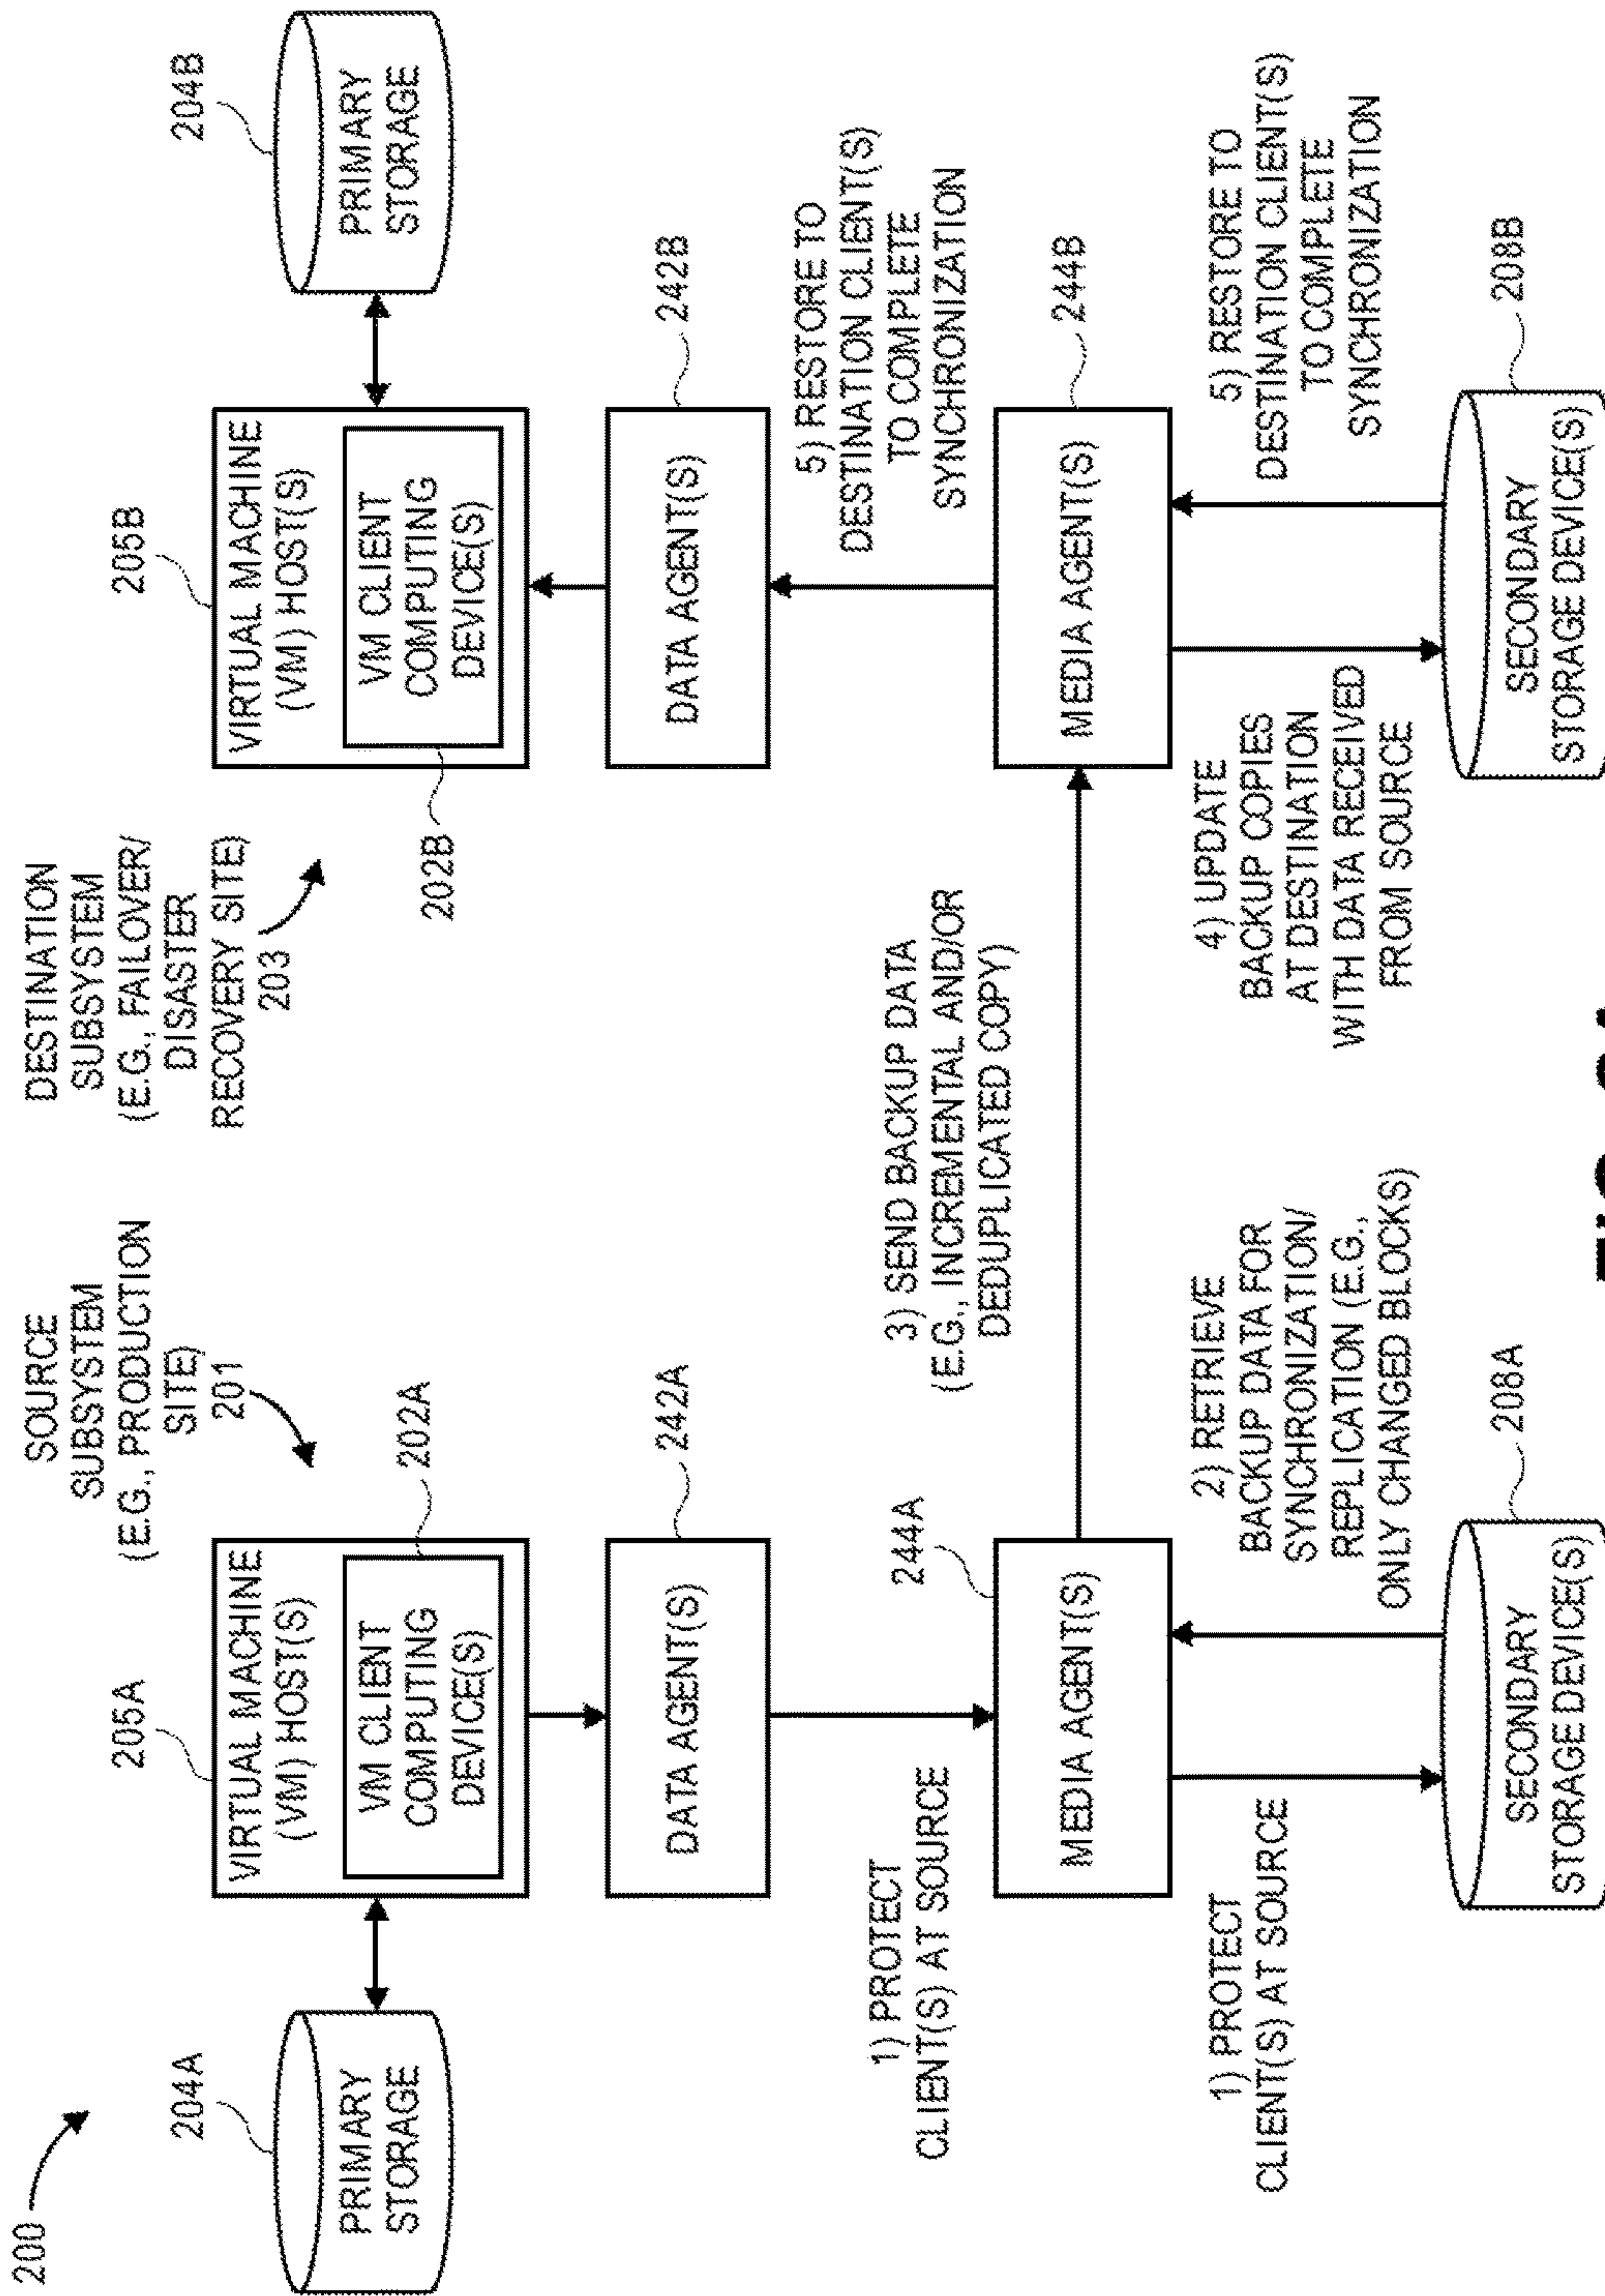 200
204A
PRIMARY
STORAGE
205A
VIRTUAL MACHINE
(VM) HOST(S)
VM CLIENT
COMPUTING
DEVICE(S)
SOURCE
SUBSYSTEM
(E.G., PRODUCTION
SITE)
201
202A
DATA AGENT(S)
242A
1) PROTECT
CLIENT(S) AT SOURCE
MEDIA AGENT(S)
244A
1) PROTECT
CLIENT(S) AT SOURCE
2) RETRIEVE
BACKUP DATA FOR
SYNCHRONIZATION/
REPLICATION (E.G.,
ONLY CHANGED BLOCKS)
208A
SECONDARY
STORAGE DEVICE(S)
3) SEND BACKUP DATA
(E.G., INCREMENTAL AND/OR
DEDUPLICATED COPY)
DESTINATION
SUBSYSTEM
(E.G., FAILOVER/
DISASTER
RECOVERY SITE)
203
205B
VIRTUAL MACHINE
(VM) HOST(S)
VM CLIENT
COMPUTING
DEVICE(S)
202B
204B
PRIMARY
STORAGE
DATA AGENT(S)
242B
5) RESTORE TO
DESTINATION CLIENT(S)
TO COMPLETE
SYNCHRONIZATION
MEDIA AGENT(S)
244B
4) UPDATE
BACKUP COPIES
AT DESTINATION
WITH DATA RECEIVED
FROM SOURCE
5) RESTORE TO
DESTINATION CLIENT(S)
TO COMPLETE
SYNCHRONIZATION
208B
SECONDARY
STORAGE DEVICE(S)